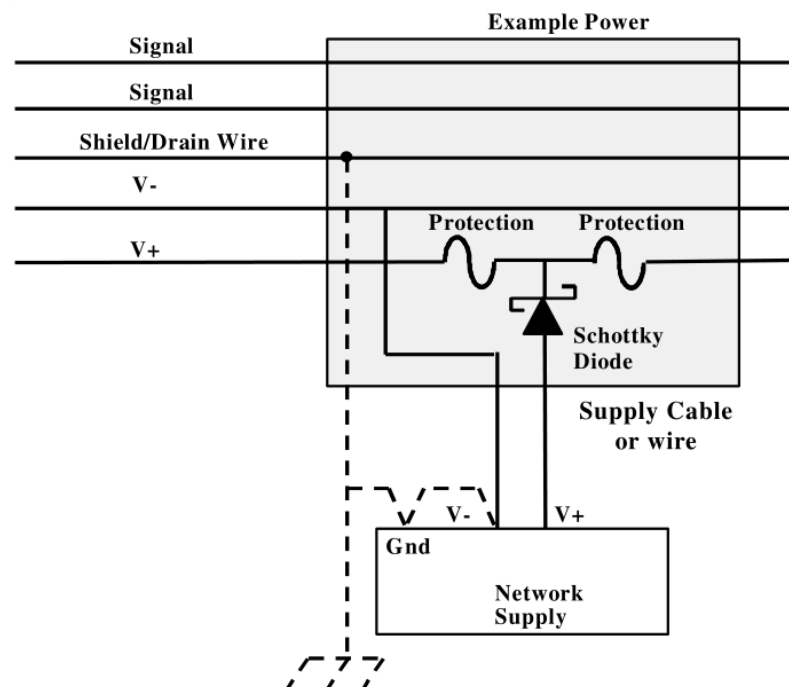 Example Power
Signal
Signal
Shield/Drain Wire
V-
Protection Protection
V+
Schottky
Diode
Supply Cable
or wire
V- V+
Gnd
Network
Supply